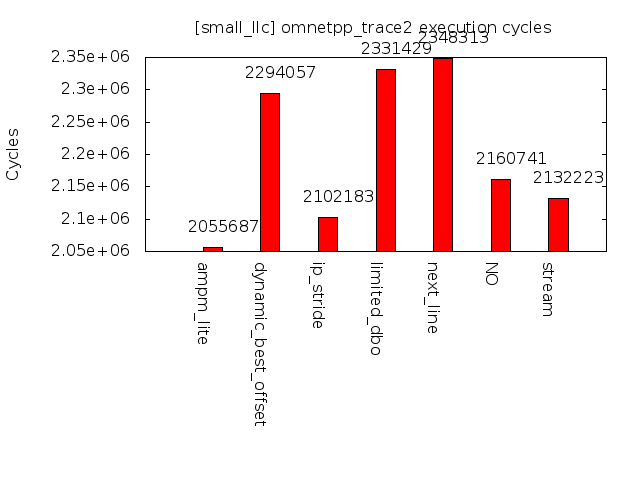 [small_llc] omnetpp_trace2 execution cycles
2348313
2331429
2294057
2160741
2132223
2102183
2055687
Cycles
2.35e+06
2.3e+06
2.25e+06
2.2e+06
2.15e+06
2.1e+06
2.05e+06
ampm_lite
dynamic_best_offset
ip_stride
limited_dbo
next_line
NO
stream